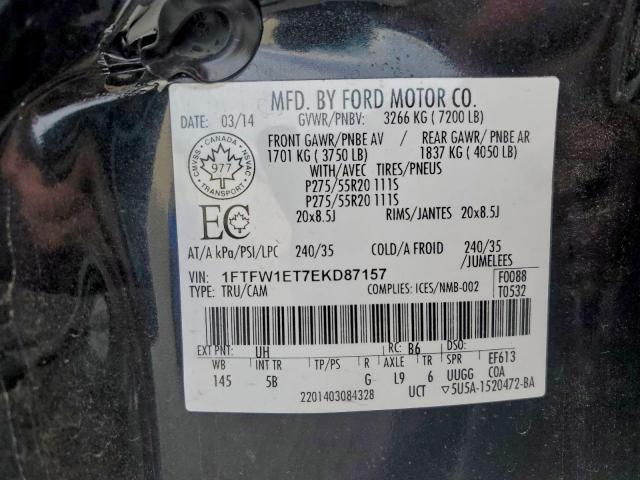 MFD. BY FORD MOTOR CO.
DATE: 03/14 GVWR/PNBV: 3266 KG ( 7200 LB)
FRONT GAWR/PNBE AV / REAR GAWR/ PNBE AR
1701 KG ( 3750 LB) 1837 KG ( 4050 LB)
WITH/AVEC TIRES/PNEUS
P275/55R20 111S
P275/55R20 111S
20x8.5J RIMS/JANTES 20x8.5J
CMVSS • CANADA • NSVAC
977
TRANSPORT
EC
AT/A kPa/PSI/LPC 240/35 COLD/A FROID 240/35
/JUMELEES
VIN: 1FTFW1ET7EKD87157 F0088
TYPE: TRU/CAM COMPLIES: ICES/NMB-002 T0532
EXT PNT: UH RC: B6 DSO:
WB INT TR TP/PS R AXLE TR SPR EF613
145 5B G L9 6 UUGG COA
2201403084328 UCT ▽5U5A-1520472-BA